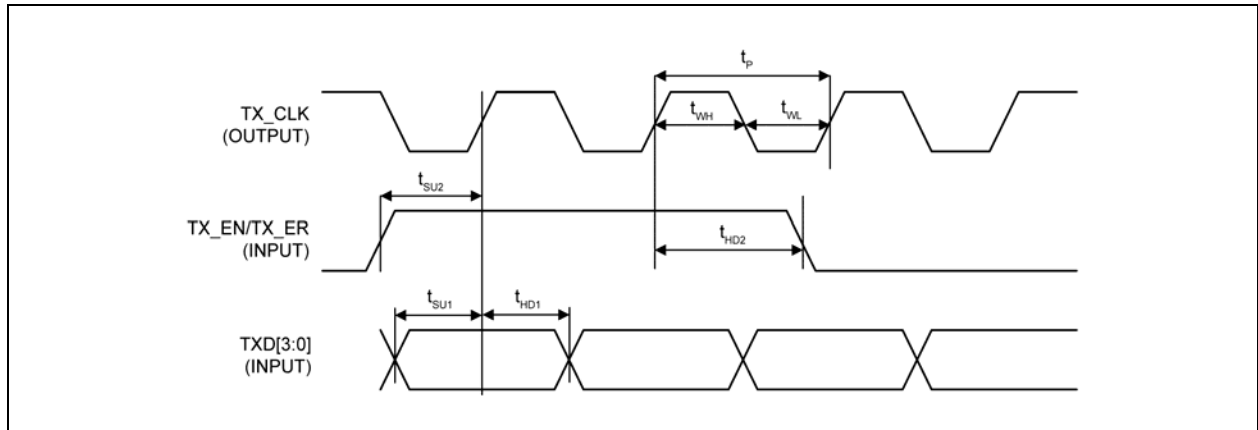 t_P
TX_CLK
(OUTPUT)
t_WH
t_WL
t_SU2
TX_EN/TX_ER
(INPUT)
t_HD2
t_SU1
t_HD1
TXD[3:0]
(INPUT)